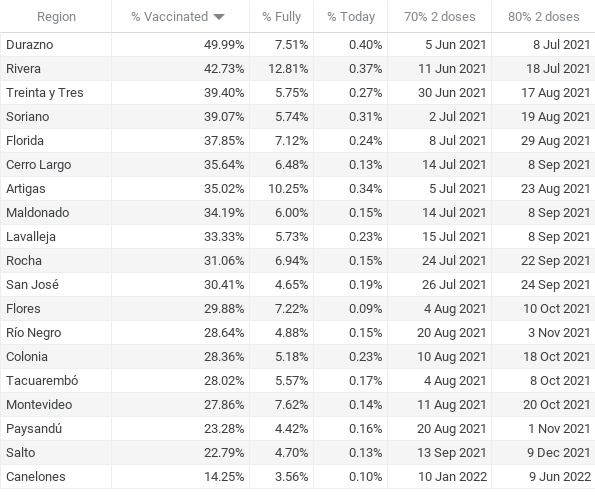 Region % Vaccinated % Fully % Today 70% 2 doses 80% 2 doses
Durazno 49.99% 7.51% 0.40% 5 Jun 2021 8 Jul 2021
Rivera 42.73% 12.81% 0.37% 11 Jun 2021 18 Jul 2021
Treinta y Tres 39.40% 5.75% 0.27% 30 Jun 2021 17 Aug 2021
Soriano 39.07% 5.74% 0.31% 2 Jul 2021 19 Aug 2021
Florida 37.85% 7.12% 0.24% 8 Jul 2021 29 Aug 2021
Cerro Largo 35.64% 6.48% 0.13% 14 Jul 2021 8 Sep 2021
Artigas 35.02% 10.25% 0.34% 5 Jul 2021 23 Aug 2021
Maldonado 34.19% 6.00% 0.15% 14 Jul 2021 8 Sep 2021
Lavalleja 33.33% 5.73% 0.23% 15 Jul 2021 8 Sep 2021
Rocha 31.06% 6.94% 0.15% 24 Jul 2021 22 Sep 2021
San José 30.41% 4.65% 0.19% 26 Jul 2021 24 Sep 2021
Flores 29.88% 7.22% 0.09% 4 Aug 2021 10 Oct 2021
Río Negro 28.64% 4.88% 0.15% 20 Aug 2021 3 Nov 2021
Colonia 28.36% 5.18% 0.23% 10 Aug 2021 18 Oct 2021
Tacuarembó 28.02% 5.57% 0.17% 4 Aug 2021 8 Oct 2021
Montevideo 27.86% 7.62% 0.14% 11 Aug 2021 20 Oct 2021
Paysandú 23.28% 4.42% 0.16% 20 Aug 2021 1 Nov 2021
Salto 22.79% 4.70% 0.13% 13 Sep 2021 9 Dec 2021
Canelones 14.25% 3.56% 0.10% 10 Jan 2022 9 Jun 2022